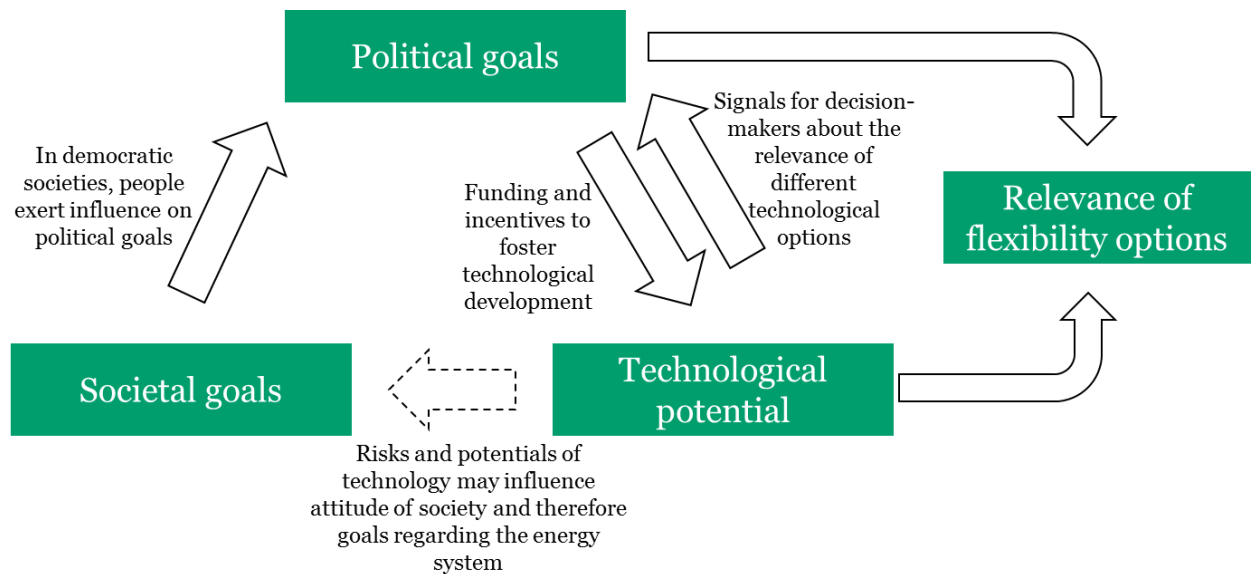 Political goals
In democratic
societies, people
exert influence on
political goals
Funding and
incentives to
foster
technological
development
Signals for decision-
makers about the
relevance of
different
technological
options
Relevance of
flexibility options
Societal goals
Technological
potential
Risks and potentials of
technology may influence
attitude of society and therefore
goals regarding the energy
system